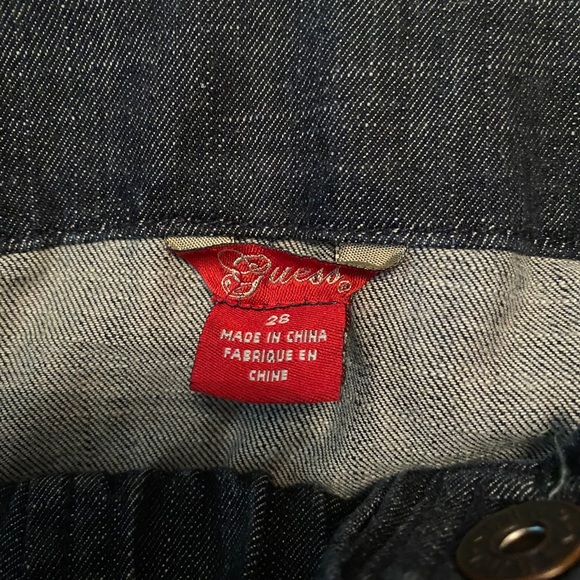 Guess
28
MADE IN CHINA
FABRIQUE EN
CHINE